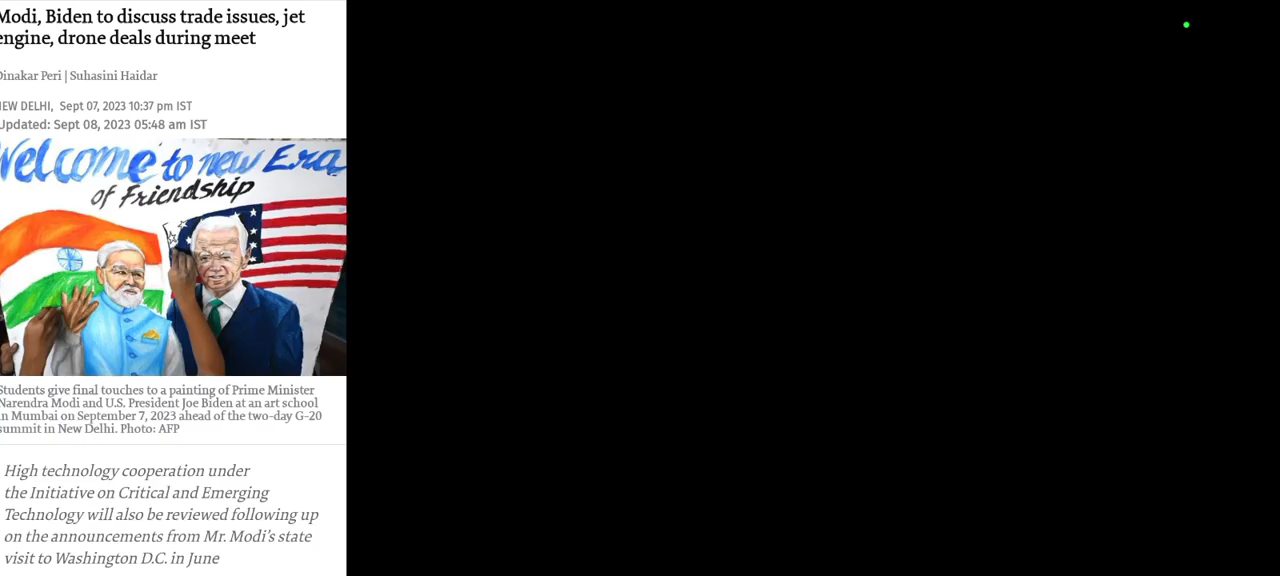 Modi, Biden to discuss trade issues, jet
engine, drone deals during meet
Dinakar Peri | Suhasini Haidar
NEW DELHI, Sept 07, 2023 10:37 pm IST
Updated: Sept 08, 2023 05:48 am IST
Welcome to new Era
of Friendship
Students give final touches to a painting of Prime Minister
Narendra Modi and U.S. President Joe Biden at an art school
in Mumbai on September 7, 2023 ahead of the two-day G-20
summit in New Delhi. Photo: AFP
High technology cooperation under
the Initiative on Critical and Emerging
Technology will also be reviewed following up
on the announcements from Mr. Modi’s state
visit to Washington D.C. in June